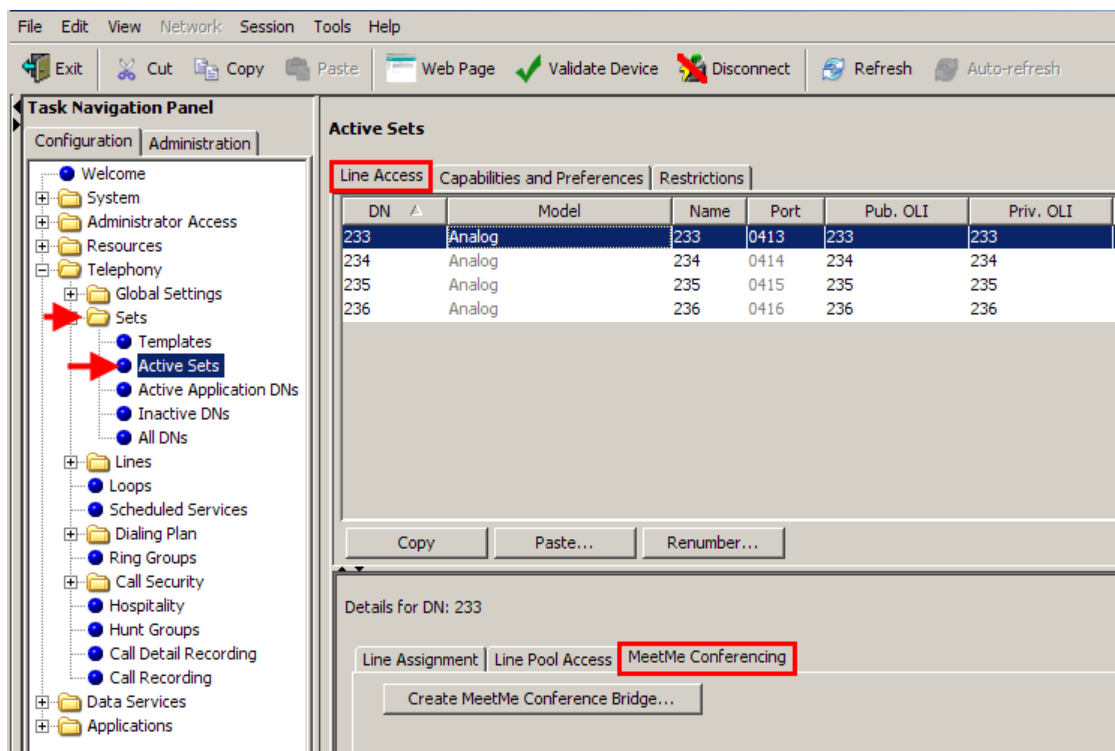 File Edit View Network Session Tools Help
Exit Cut Copy Paste Web Page Validate Device Disconnect Refresh Auto-refresh
Task Navigation Panel
Configuration Administration
Welcome
System
Administrator Access
Resources
Telephony
Global Settings
Sets
Templates
Active Sets
Active Application DNs
Inactive DNs
All DNs
Lines
Loops
Scheduled Services
Dialing Plan
Ring Groups
Call Security
Hospitality
Hunt Groups
Call Detail Recording
Call Recording
Data Services
Applications
Active Sets
Line Access Capabilities and Preferences Restrictions
DN Model Name Port Pub. OLI Priv. OLI
233 Analog 233 0413 233 233
234 Analog 234 0414 234 234
235 Analog 235 0415 235 235
236 Analog 236 0416 236 236
Copy Paste... Renumber...
Details for DN: 233
Line Assignment Line Pool Access MeetMe Conferencing
Create MeetMe Conference Bridge...